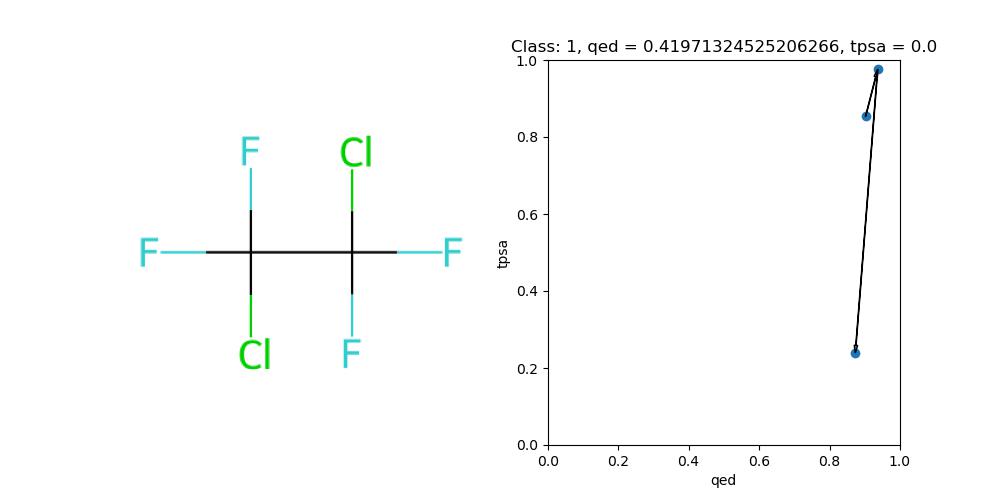 Class: 1, qed = 0.41971324525206266, tpsa = 0.0
F Cl
F F
Cl F
1.0
0.8
0.6
0.4
0.2
0.0
tpsa
0.0 0.2 0.4 0.6 0.8 1.0
qed